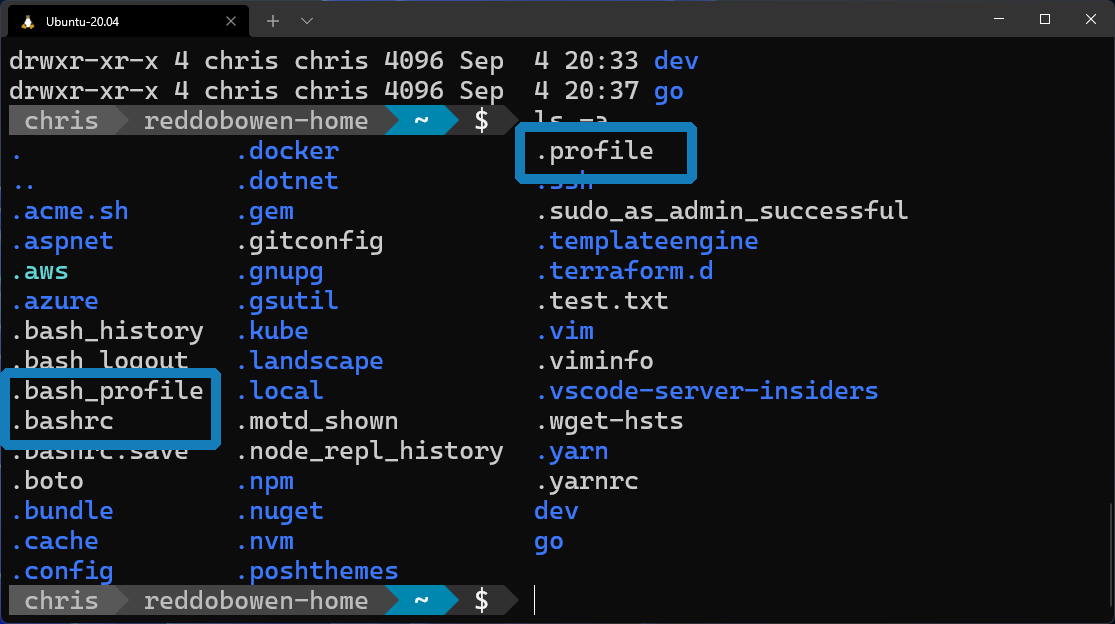 Ubuntu-20.04
drwxr-xr-x 4 chris chris 4096 Sep  4 20:33 dev
drwxr-xr-x 4 chris chris 4096 Sep  4 20:37 go
chris reddobowen-home ~ $ ls -a
. .docker .profile
.. .dotnet .ssh
.acme.sh .gem .sudo_as_admin_successful
.aspnet .gitconfig .templateengine
.aws .gnupg .terraform.d
.azure .gsutil .test.txt
.bash_history .kube .vim
.bash_logout .landscape .viminfo
.bash_profile .local .vscode-server-insiders
.bashrc .motd_shown .wget-hsts
.bashrc.save .node_repl_history .yarn
.boto .npm .yarnrc
.bundle .nuget dev
.cache .nvm go
.config .poshthemes
chris reddobowen-home ~ $